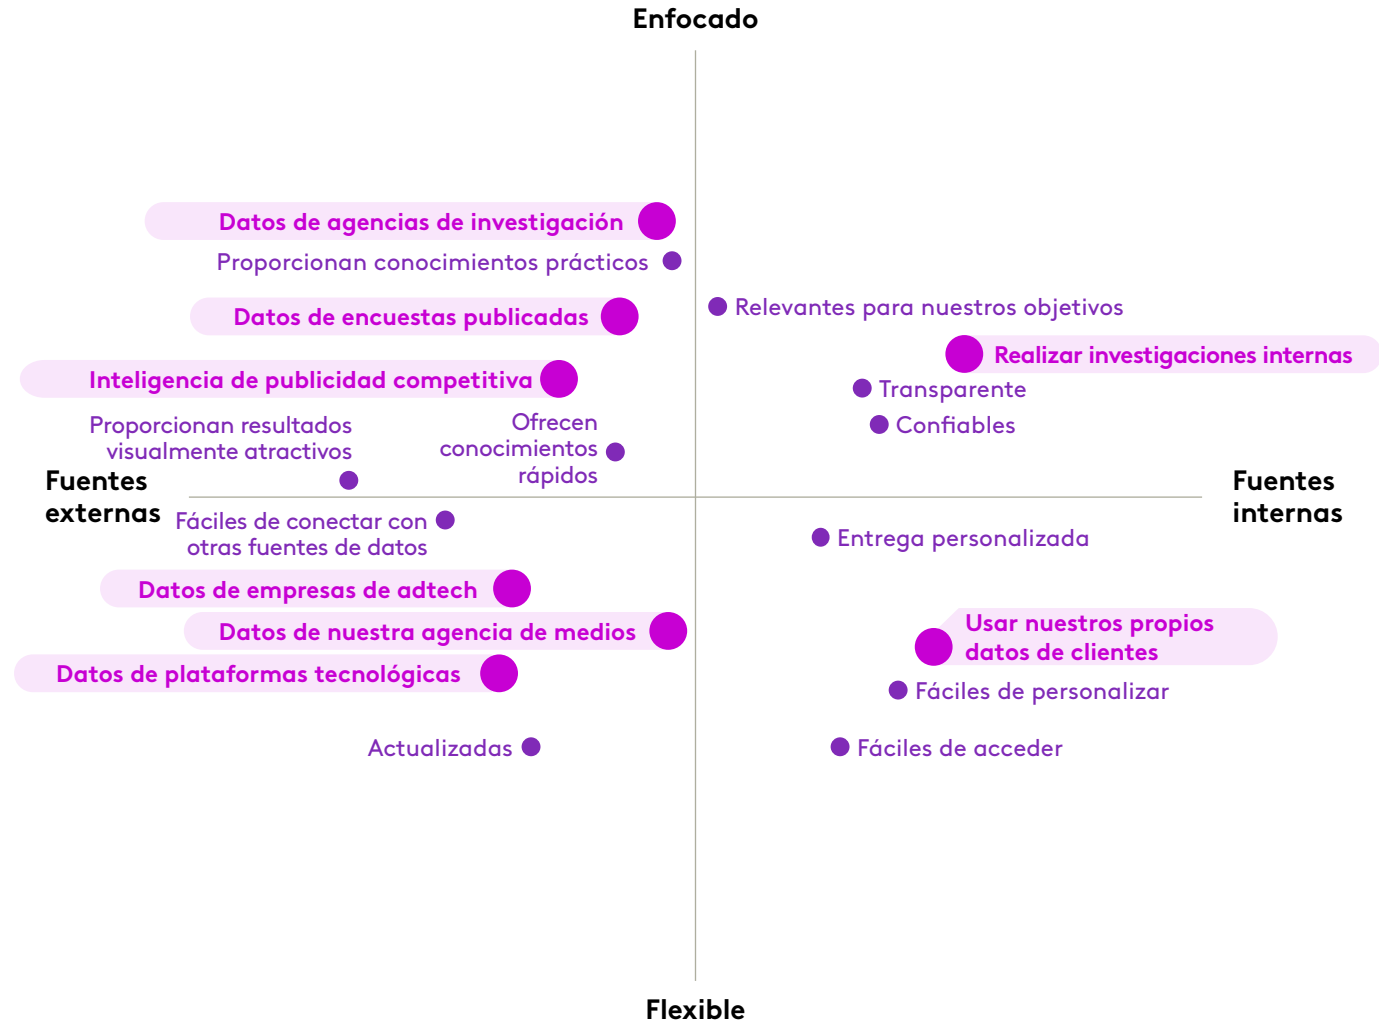 Enfocado
Datos de agencias de investigación
Proporcionan conocimientos prácticos
Relevantes para nuestros objetivos
Datos de encuestas publicadas
Realizar investigaciones internas
Inteligencia de publicidad competitiva
Transparente
Proporcionan resultados
visualmente atractivos
Ofrecen
conocimientos
rápidos
Confiables
Fuentes
externas
Fuentes
internas
Fáciles de conectar con
otras fuentes de datos
Entrega personalizada
Datos de empresas de adtech
Datos de nuestra agencia de medios
Usar nuestros propios
datos de clientes
Datos de plataformas tecnológicas
Fáciles de personalizar
Actualizadas
Fáciles de acceder
Flexible